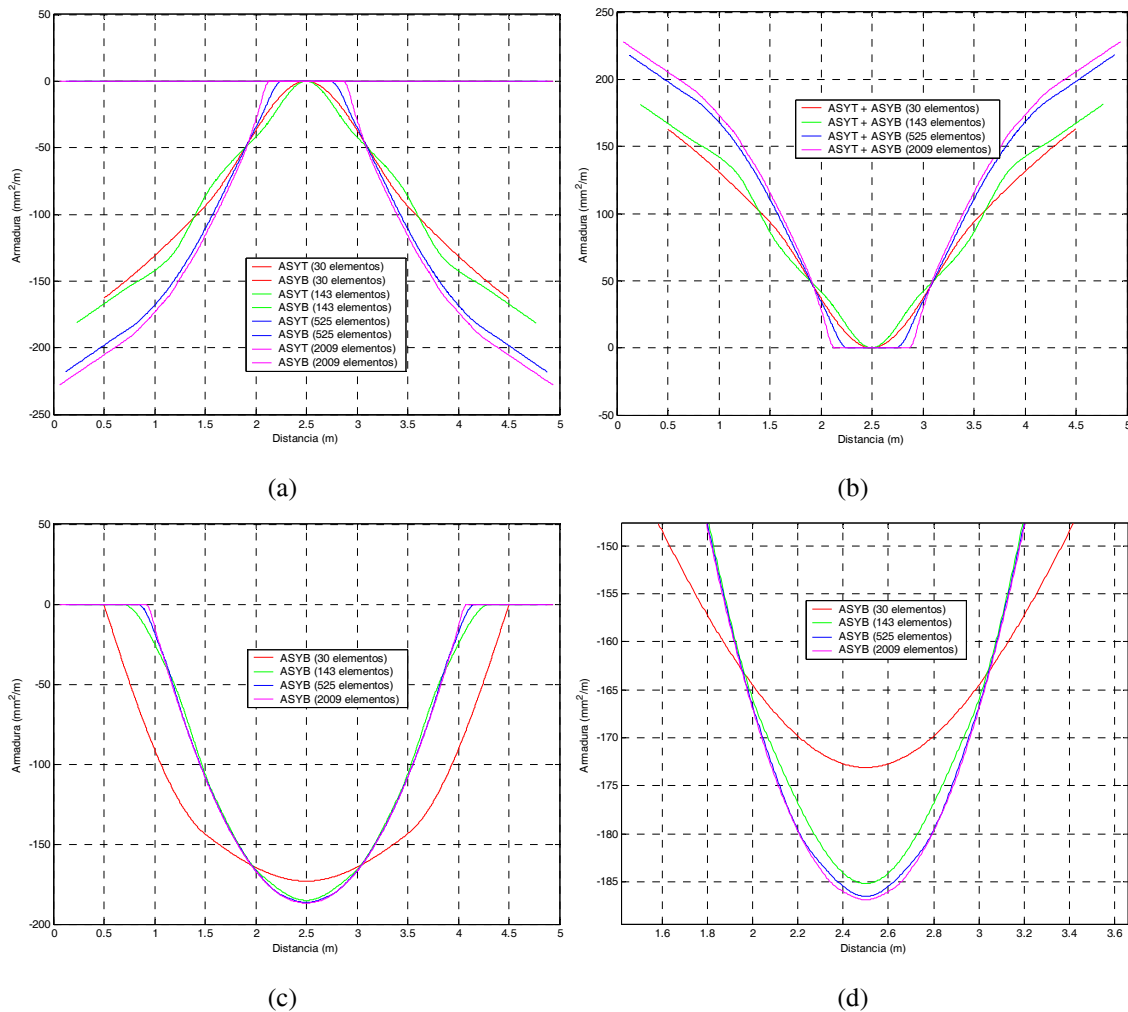 50
0
-50
-100
-150
-200
-250
Armadura (mm²/m)
ASYT (30 elementos)
ASYB (30 elementos)
ASYT (143 elementos)
ASYB (143 elementos)
ASYT (525 elementos)
ASYB (525 elementos)
ASYT (2009 elementos)
ASYB (2009 elementos)
0 0.5 1 1.5 2 2.5 3 3.5 4 4.5 5
Distancia (m)
(a)
250
200
150
100
50
0
-50
Armadura (mm²/m)
ASYT + ASYB (30 elementos)
ASYT + ASYB (143 elementos)
ASYT + ASYB (525 elementos)
ASYT + ASYB (2009 elementos)
0 0.5 1 1.5 2 2.5 3 3.5 4 4.5 5
Distancia (m)
(b)
50
0
-50
-100
-150
-200
Armadura (mm²/m)
ASYB (30 elementos)
ASYB (143 elementos)
ASYB (525 elementos)
ASYB (2009 elementos)
0 0.5 1 1.5 2 2.5 3 3.5 4 4.5 5
Distancia (m)
(c)
-150
-155
-160
-165
-170
-175
-180
-185
Armadura (mm²/m)
ASYB (30 elementos)
ASYB (143 elementos)
ASYB (525 elementos)
ASYB (2009 elementos)
1.6 1.8 2 2.2 2.4 2.6 2.8 3 3.2 3.4 3.6
Distancia (m)
(d)